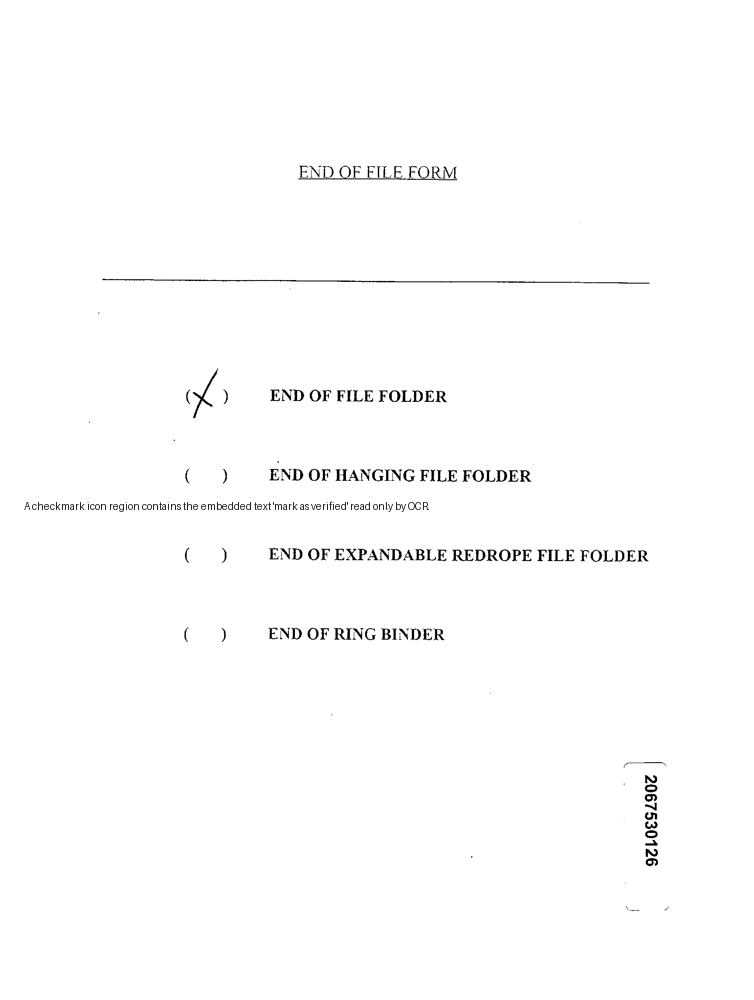 END OF FILE FORM
(X) END OF FILE FOLDER
( ) END OF HANGING FILE FOLDER
A checkmark icon region contains the embedded text 'mark as verified' read only by OCR.
( ) END OF EXPANDABLE REDROPE FILE FOLDER
( ) END OF RING BINDER
2067530126